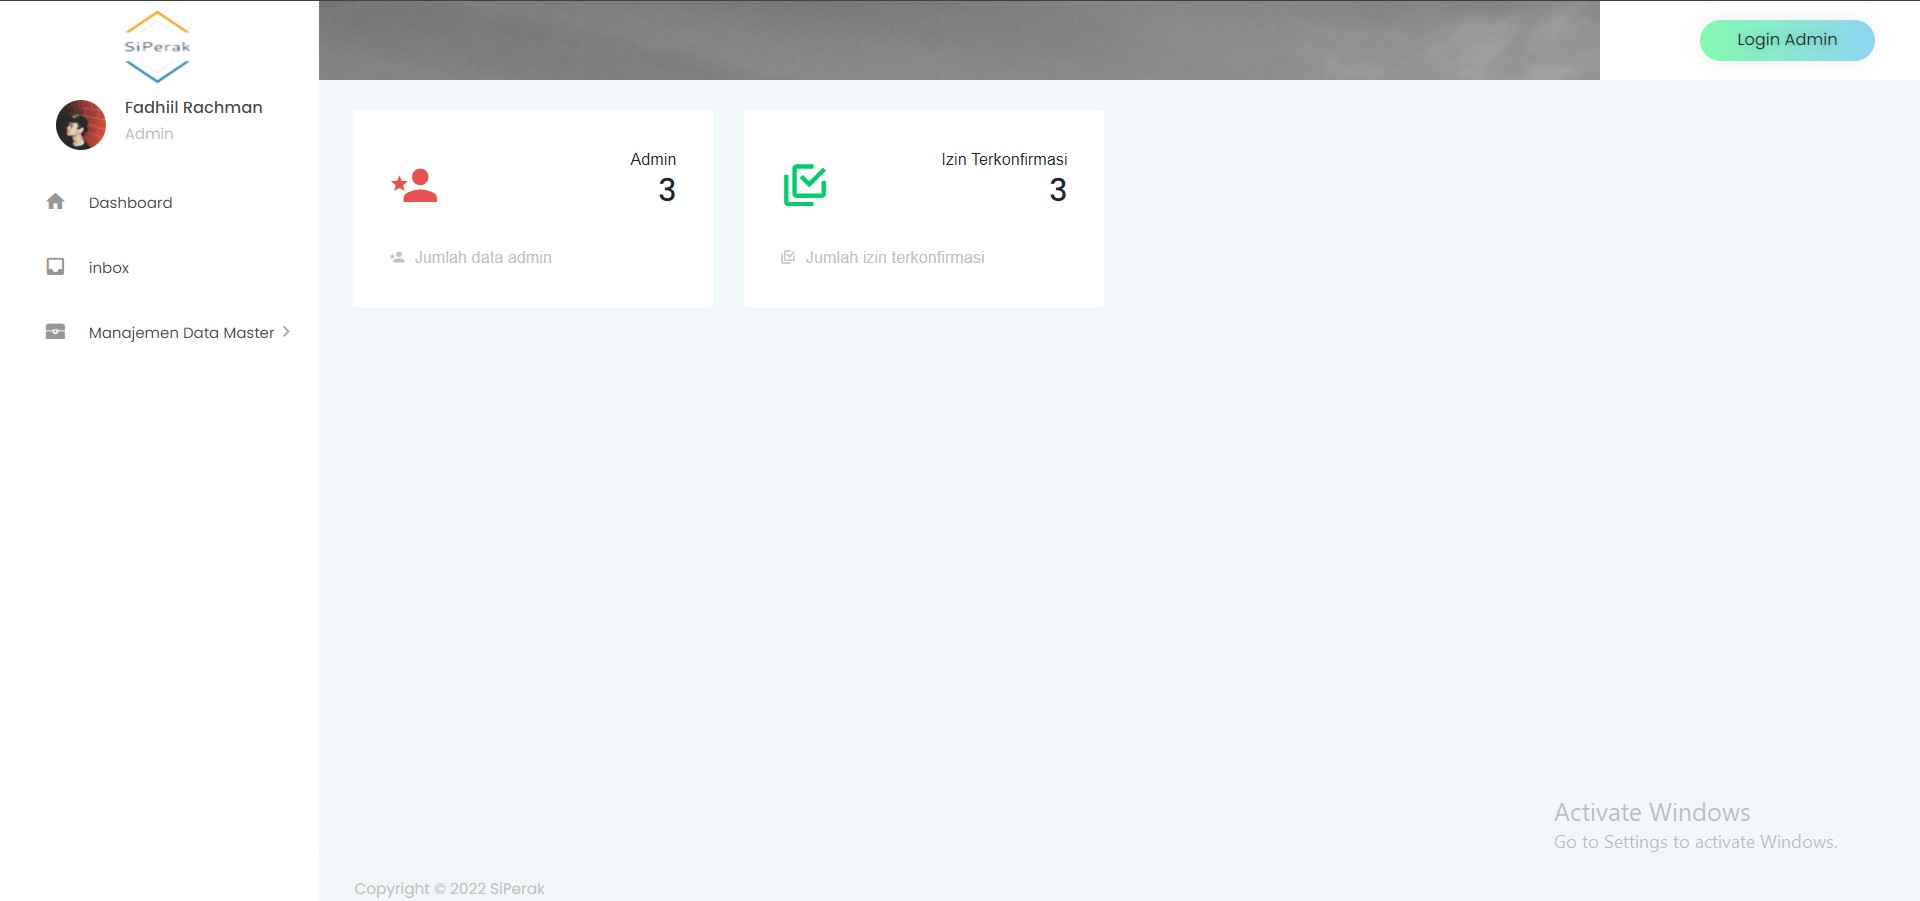 SiPerak
Fadhiil Rachman
Admin
Dashboard
inbox
Manajemen Data Master
Login Admin
Admin
3
Jumlah data admin
Izin Terkonfirmasi
3
Jumlah izin terkonfirmasi
Activate Windows
Go to Settings to activate Windows.
Copyright © 2022 SiPerak